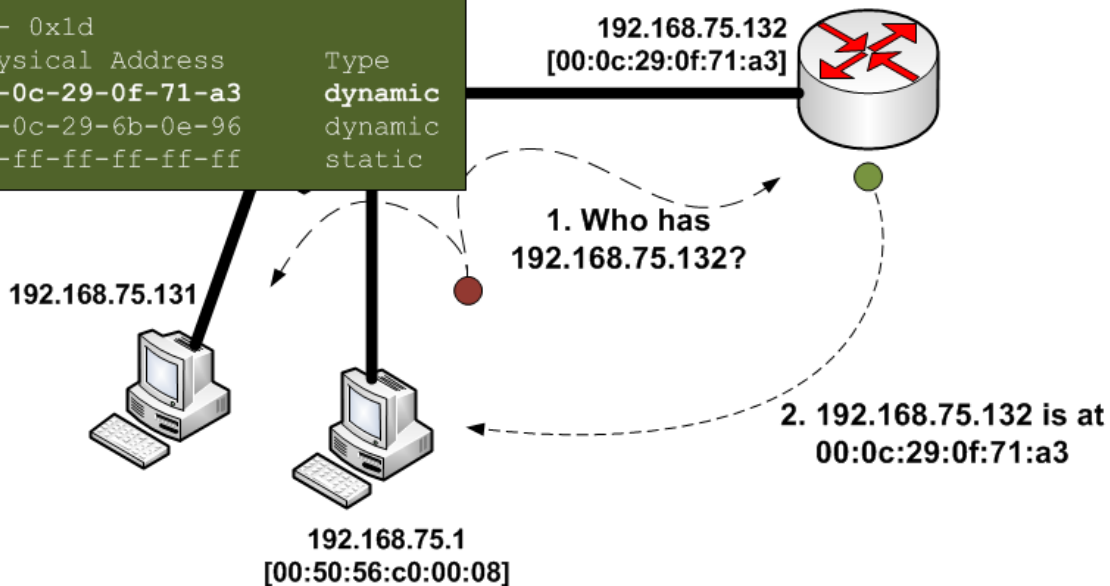 - 0x1d
ysical Address Type
-0c-29-0f-71-a3 dynamic
-0c-29-6b-0e-96 dynamic
-ff-ff-ff-ff-ff static
192.168.75.132
[00:0c:29:0f:71:a3]
1. Who has
192.168.75.132?
192.168.75.131
2. 192.168.75.132 is at
00:0c:29:0f:71:a3
192.168.75.1
[00:50:56:c0:00:08]